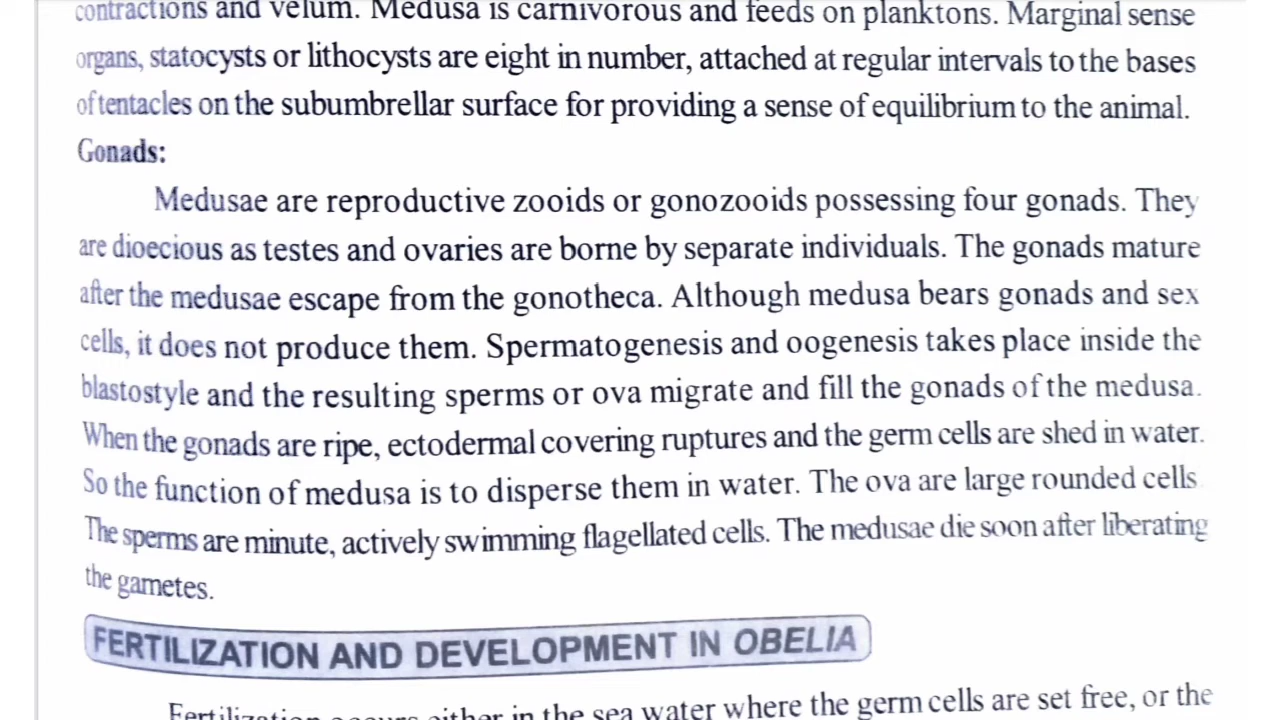 contractions and velum. Medusa is carnivorous and feeds on planktons. Marginal sense
organs, statocysts or lithocysts are eight in number, attached at regular intervals to the bases
of tentacles on the subumbrellar surface for providing a sense of equilibrium to the animal.
Gonads:
Medusae are reproductive zooids or gonozooids possessing four gonads. They
are dioecious as testes and ovaries are borne by separate individuals. The gonads mature
after the medusae escape from the gonotheca. Although medusa bears gonads and sex
cells, it does not produce them. Spermatogenesis and oogenesis takes place inside the
blastostyle and the resulting sperms or ova migrate and fill the gonads of the medusa.
When the gonads are ripe, ectodermal covering ruptures and the germ cells are shed in water.
So the function of medusa is to disperse them in water. The ova are large rounded cells
The sperms are minute, actively swimming flagellated cells. The medusae die soon after liberating
the gametes.
FERTILIZATION AND DEVELOPMENT IN OBELIA
Fertilization occurs either in the sea water where the germ cells are set free, or the